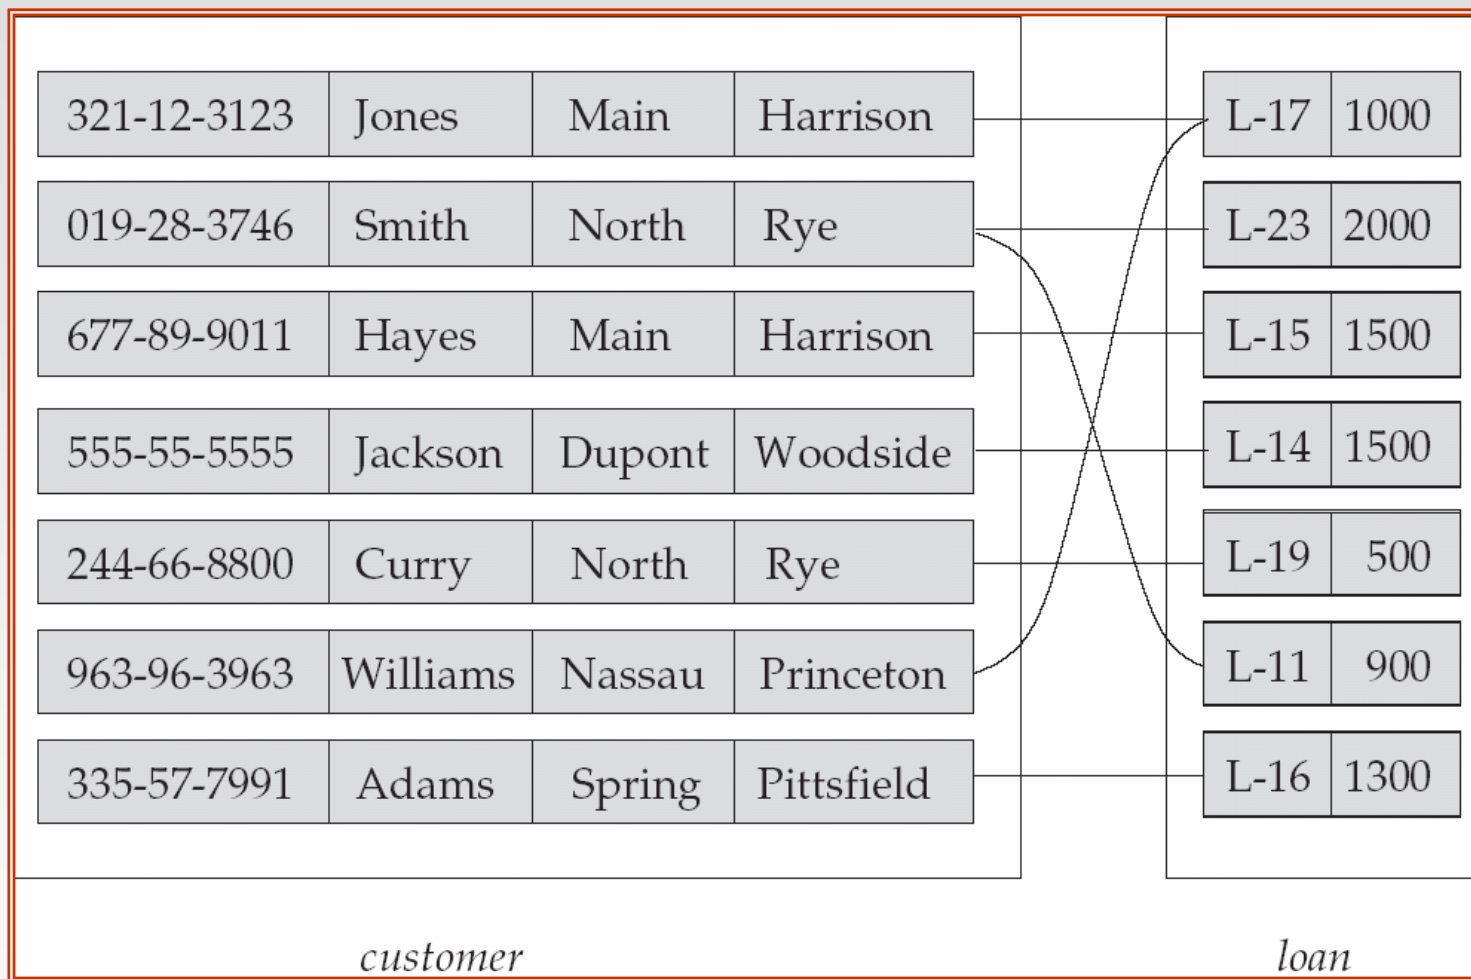 321-12-3123 Jones Main Harrison L-17 1000
019-28-3746 Smith North Rye L-23 2000
677-89-9011 Hayes Main Harrison L-15 1500
555-55-5555 Jackson Dupont Woodside L-14 1500
244-66-8800 Curry North Rye L-19 500
963-96-3963 Williams Nassau Princeton L-11 900
335-57-7991 Adams Spring Pittsfield L-16 1300
customer loan